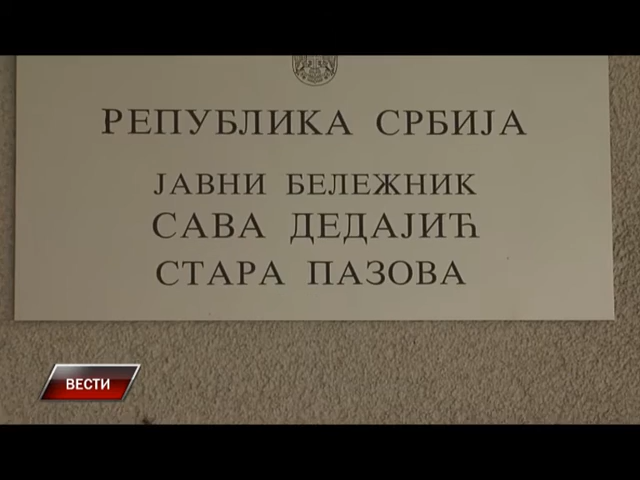 РЕПУБЛИКА СРБИЈА
ЈАВНИ БЕЛЕЖНИК
САВА ДЕДАЈИЋ
СТАРА ПАЗОВА
ВЕСТИ